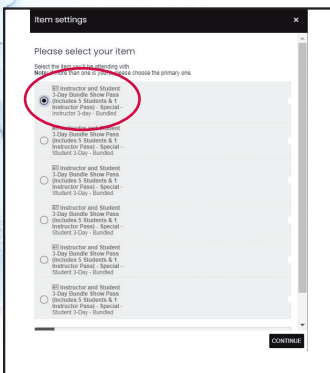 Item settings
×
Please select your item
Select the item you'll be attending with.
Note: If more than one is yours, please choose the primary one.
Instructor and Student
3-Day Bundle Show Pass
(Includes 5 Students & 1
Instructor Pass) - Special -
Instructor 3-day - Bundled
Instructor and Student
3-Day Bundle Show Pass
(Includes 5 Students & 1
Instructor Pass) - Special -
Student 3-Day - Bundled
Instructor and Student
3-Day Bundle Show Pass
(Includes 5 Students & 1
Instructor Pass) - Special -
Student 3-Day - Bundled
Instructor and Student
3-Day Bundle Show Pass
(Includes 5 Students & 1
Instructor Pass) - Special -
Student 3-Day - Bundled
Instructor and Student
3-Day Bundle Show Pass
(Includes 5 Students & 1
Instructor Pass) - Special -
Student 3-Day - Bundled
Instructor and Student
3-Day Bundle Show Pass
(Includes 5 Students & 1
Instructor Pass) - Special -
Student 3-Day - Bundled
CONTINUE